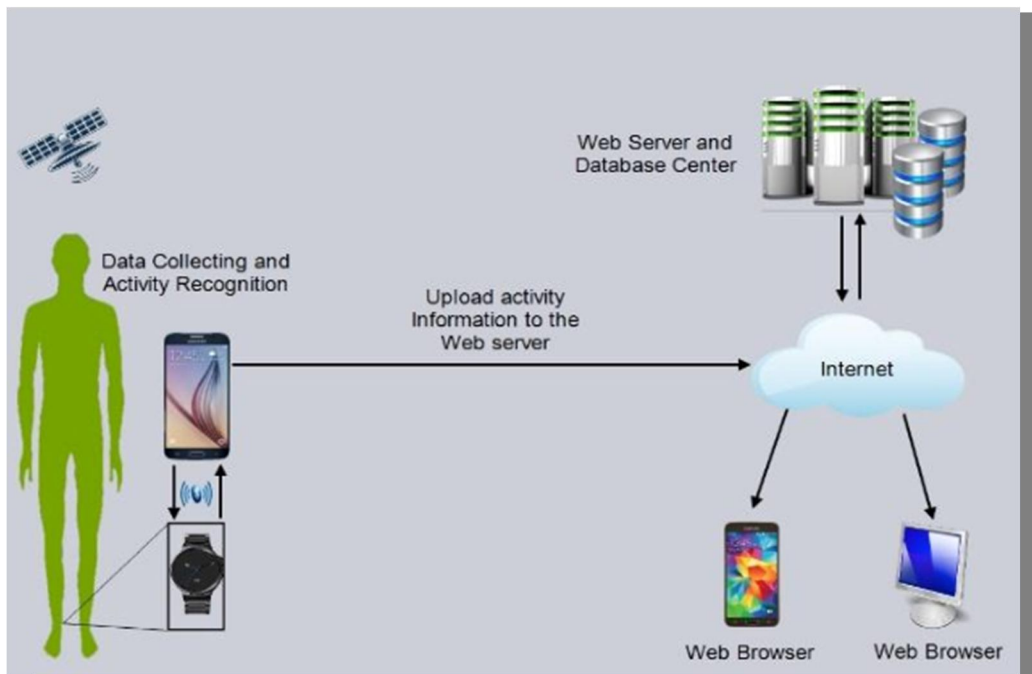 Web Server and
Database Center
Data Collecting and
Activity Recognition
Upload activity
Information to the
Web server
Internet
Web Browser
Web Browser